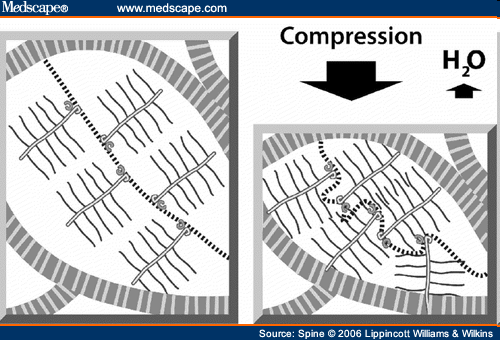 Medscape® www.medscape.com
Compression
H₂O
Source: Spine © 2006 Lippincott Williams & Wilkins